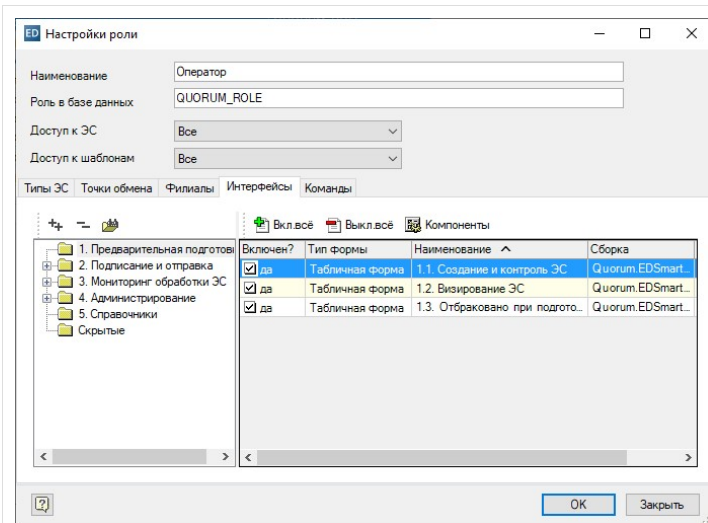 ED Настройки роли
Наименование Оператор
Роль в базе данных QUORUM_ROLE
Доступ к ЭС Все
Доступ к шаблонам Все
Типы ЭС Точки обмена Филиалы Интерфейсы Команды
Вкл.всё Выкл.всё Компоненты
1. Предварительная подготовк
2. Подписание и отправка
3. Мониторинг обработки ЭС
4. Администрирование
5. Справочники
Скрытые
Включен? Тип формы Наименование Сборка
да Табличная форма 1.1. Создание и контроль ЭС Quorum.EDSmart...
да Табличная форма 1.2. Визирование ЭС Quorum.EDSmart...
да Табличная форма 1.3. Отбраковано при подгото... Quorum.EDSmart...
OK Закрыть